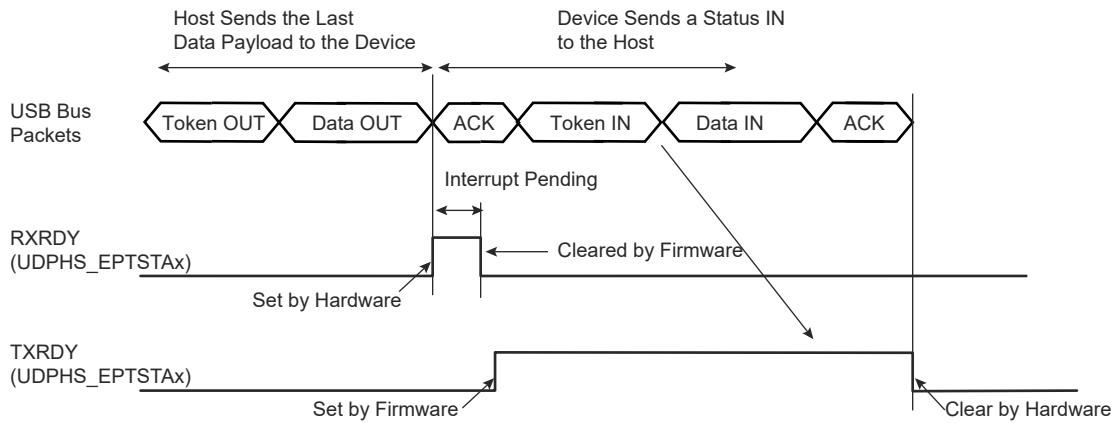 Host Sends the Last
Data Payload to the Device
Device Sends a Status IN
to the Host
USB Bus
Packets
Token OUT
Data OUT
ACK
Token IN
Data IN
ACK
Interrupt Pending
RXRDY
(UDPHS_EPTSTAx)
Cleared by Firmware
Set by Hardware
TXRDY
(UDPHS_EPTSTAx)
Set by Firmware
Clear by Hardware